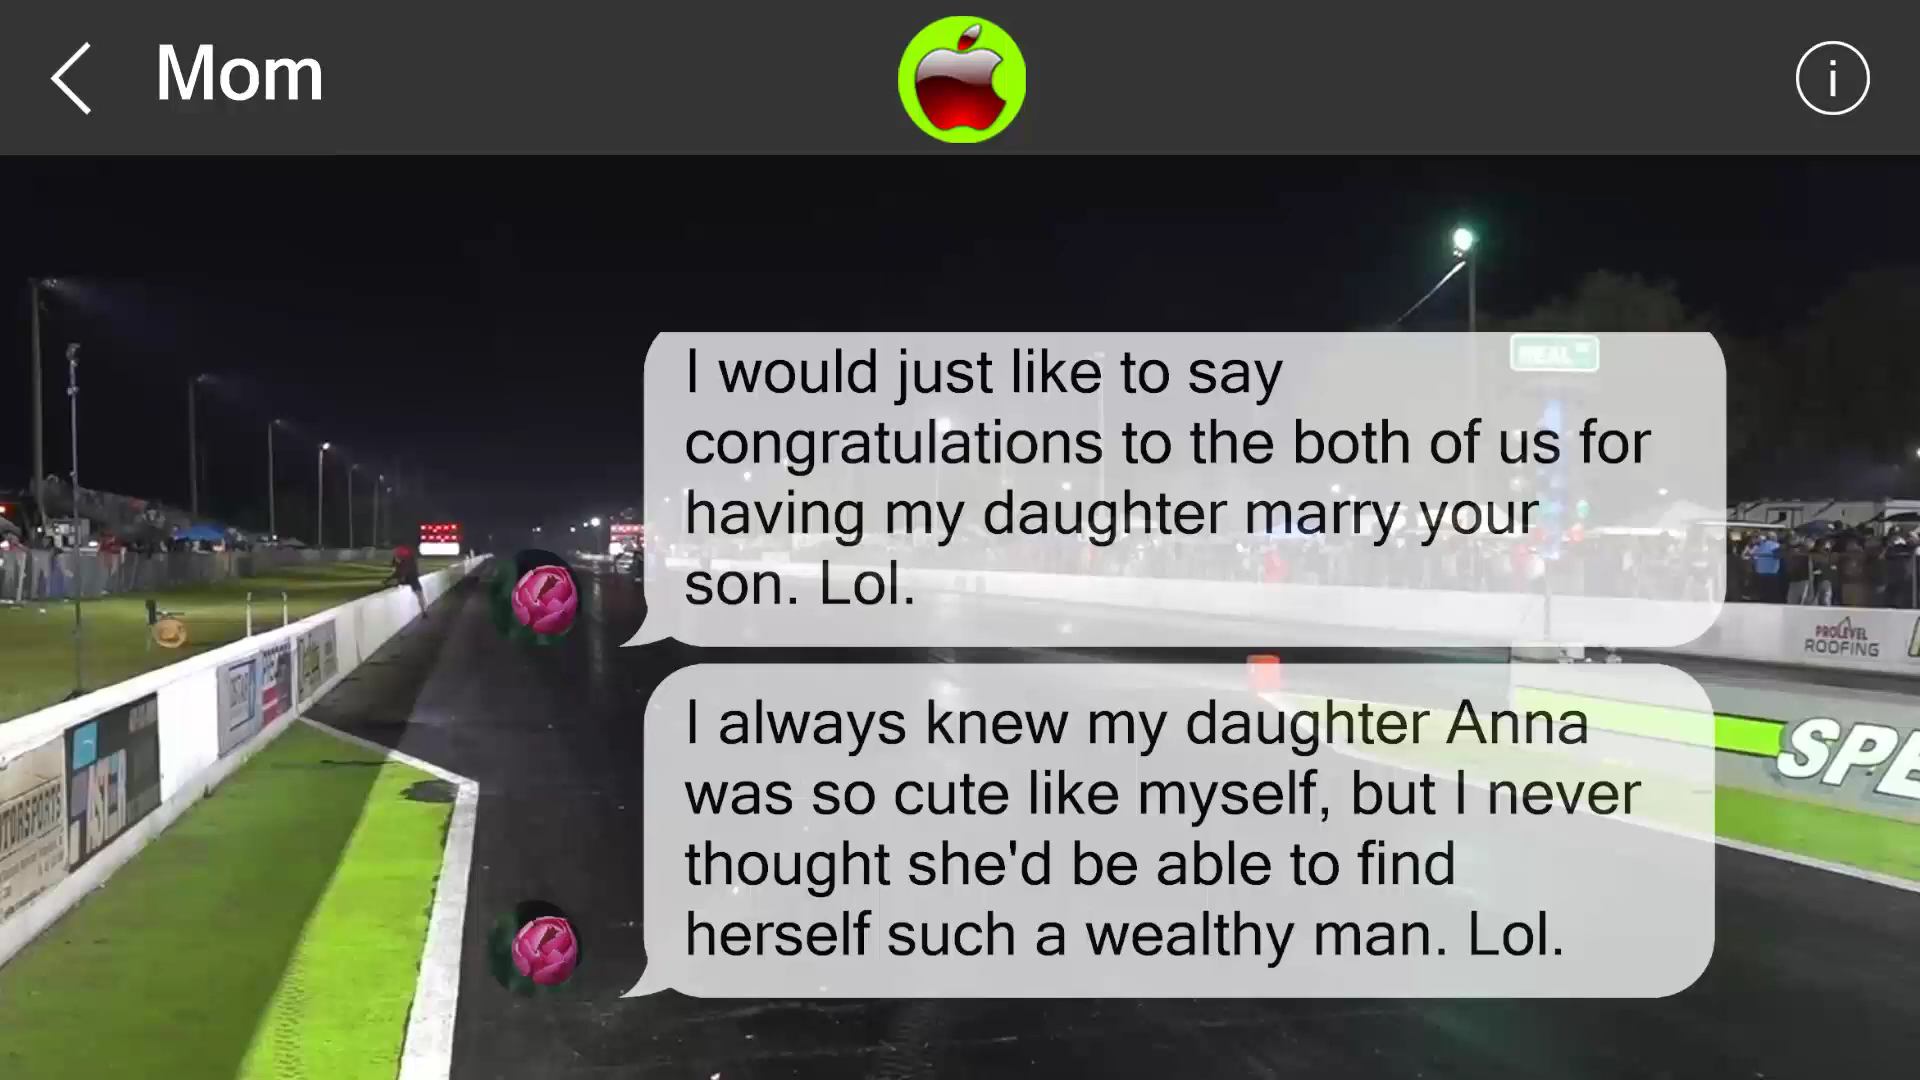 Mom
i
I would just like to say
congratulations to the both of us for
having my daughter marry your
son. Lol.
I always knew my daughter Anna
was so cute like myself, but I never
thought she'd be able to find
herself such a wealthy man. Lol.
PROLEVEL
ROOFING
SPE